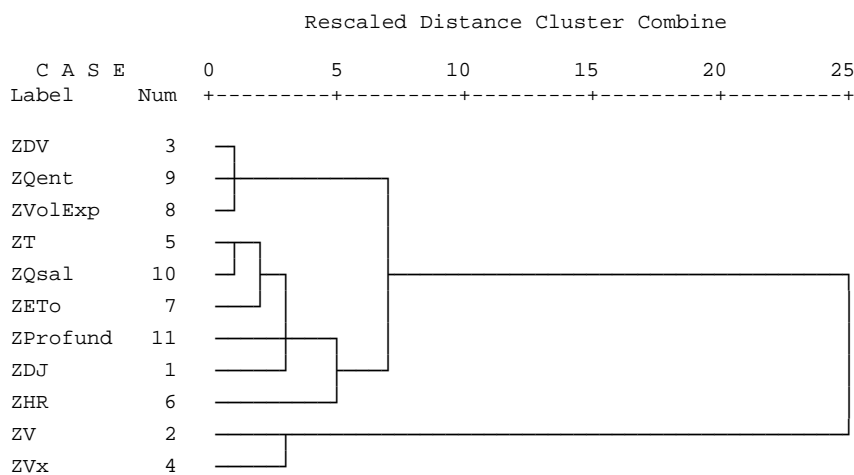 Rescaled Distance Cluster Combine
C A S E 0 5 10 15 20 25
Label Num +---------+---------+---------+---------+---------+
ZDV 3
ZQent 9
ZVolExp 8
ZT 5
ZQsal 10
ZETo 7
ZProfund 11
ZDJ 1
ZHR 6
ZV 2
ZVx 4